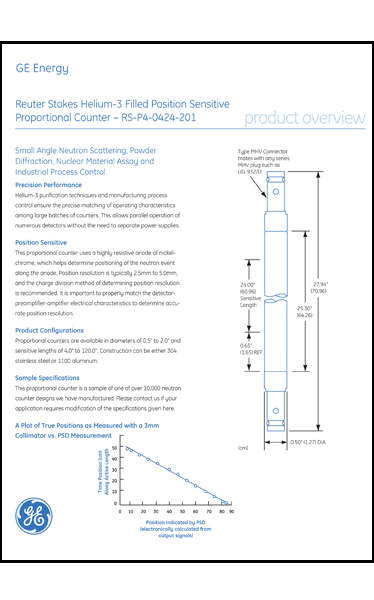 GE Energy
Reuter Stokes Helium-3 Filled Position Sensitive
Proportional Counter – RS-P4-0424-201
product overview
Small Angle Neutron Scattering, Powder
Diffraction, Nuclear Material Assay and
Industrial Process Control
Precision Performance
Helium-3 purification techniques and manufacturing process
control ensure the precise matching of operating characteristics
among large batches of counters. This allows parallel operation of
numerous detectors without the need to separate power supplies.
Position Sensitive
This proportional counter uses a highly resistive anode of nickel-
chrome, which helps determine positioning of the neutron event
along the anode. Position resolution is typically 2.5mm to 5.0mm,
and the charge division method of determining position resolution
is recommended. It is important to properly match the detector-
preamplifier-amplifier electrical characteristics to determine accu-
rate position resolution.
Product Configurations
Proportional counters are available in diameters of 0.5" to 2.0" and
sensitive lengths of 4.0" to 120.0". Construction can be either 304
stainless steel or 1100 aluminum.
Sample Specifications
This proportional counter is a sample of one of over 10,000 neutron
counter designs we have manufactured. Please contact us if your
application requires modification of the specifications given here.
A Plot of True Positions as Measured with a 3mm
Collimator vs. PSD Measurement
Time Position (cm)
Along Active Length
50
40
30
20
10
0
0 10 20 30 40 50 60 70 80 90
Position Indicated by PSD
(electronically calculated from
output signals)
Type MHV Connector
mates with any series
MHV plug such as
UG-932/U
24.00"
(60.96)
Sensitive
Length
0.65"
(1.65) REF.
25.30"
(64.26)
27.94"
(70.96)
0.50" (1.27) DIA
(cm)
GE